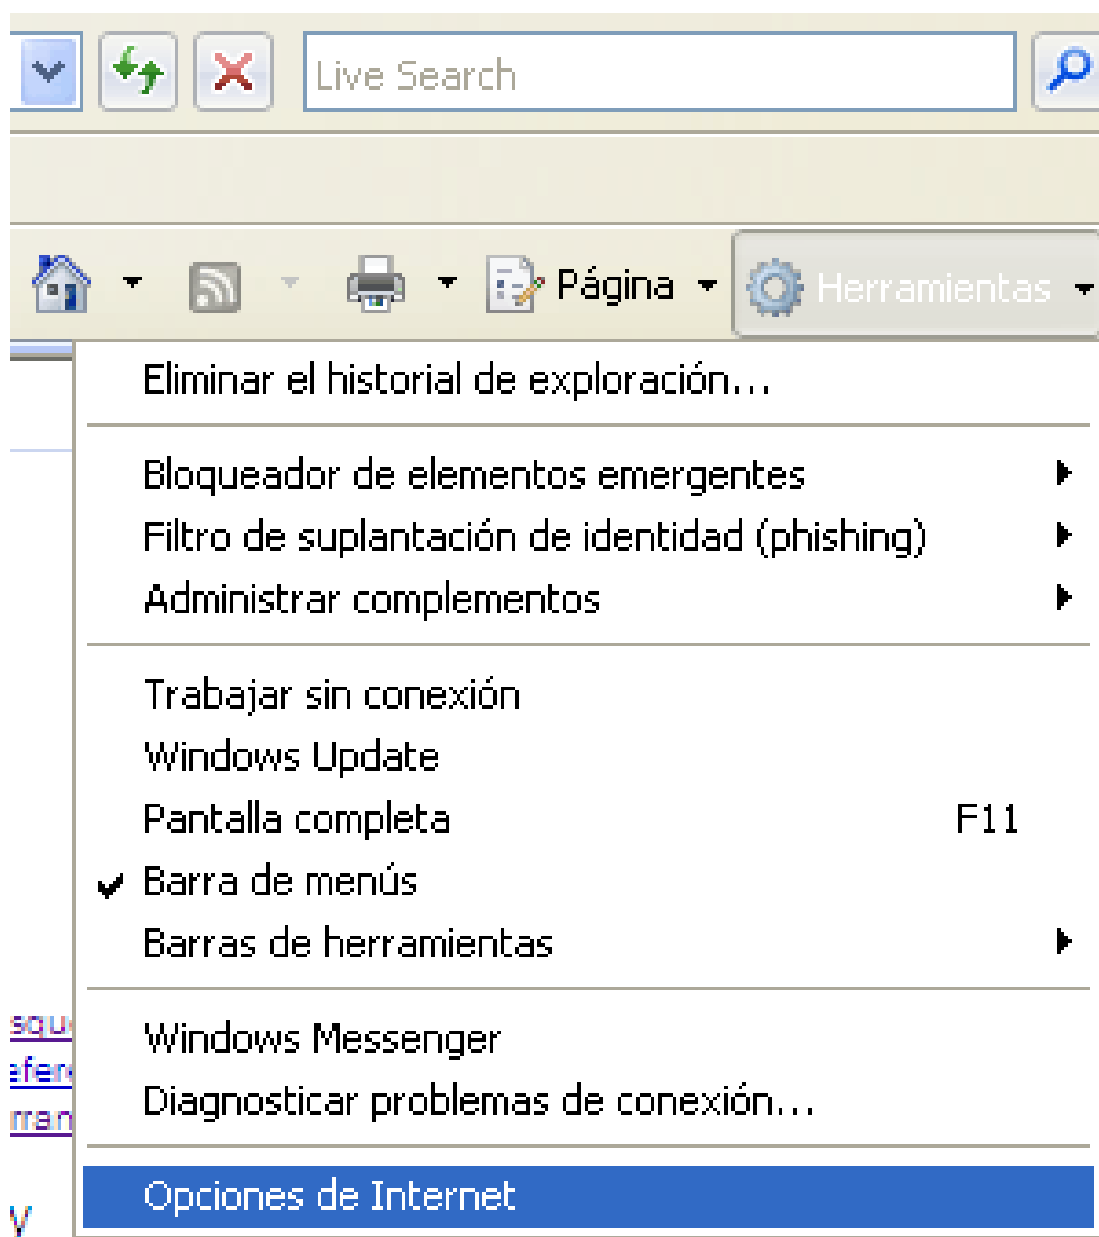 Live Search
Página
Herramientas
Eliminar el historial de exploración...
Bloqueador de elementos emergentes
Filtro de suplantación de identidad (phishing)
Administrar complementos
Trabajar sin conexión
Windows Update
Pantalla completa F11
Barra de menús
Barras de herramientas
Windows Messenger
Diagnosticar problemas de conexión...
Opciones de Internet